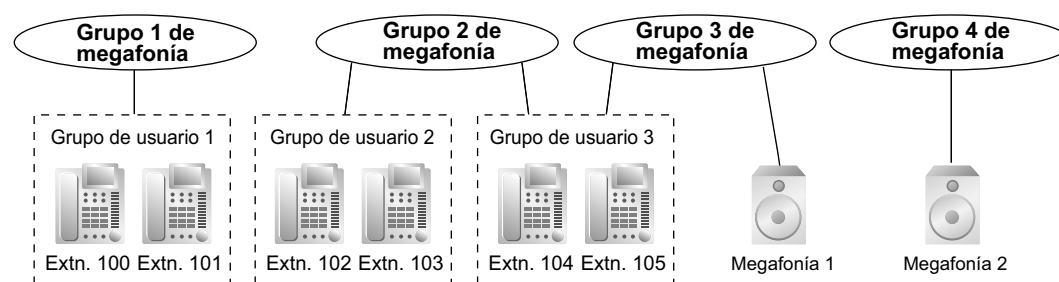 Grupo 1 de
megafonía
Grupo 2 de
megafonía
Grupo 3 de
megafonía
Grupo 4 de
megafonía
Grupo de usuario 1
Grupo de usuario 2
Grupo de usuario 3
Extn. 100
Extn. 101
Extn. 102
Extn. 103
Extn. 104
Extn. 105
Megafonía 1
Megafonía 2